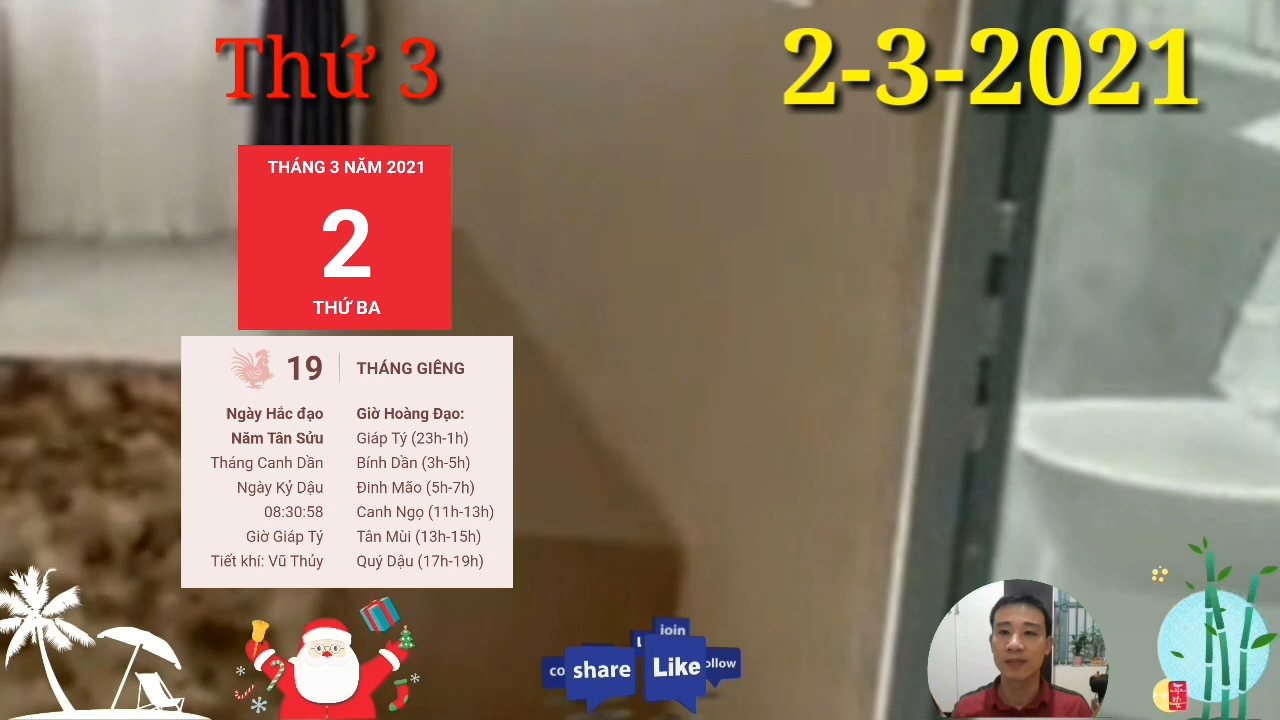 Thứ 3
2-3-2021
THÁNG 3 NĂM 2021
2
THỨ BA
19
THÁNG GIÊNG
Ngày Hắc đạo
Năm Tân Sửu
Tháng Canh Dần
Ngày Kỷ Dậu
08:30:58
Giờ Giáp Tý
Tiết khí: Vũ Thủy
Giờ Hoàng Đạo:
Giáp Tý (23h-1h)
Bính Dần (3h-5h)
Đinh Mão (5h-7h)
Canh Ngọ (11h-13h)
Tân Mùi (13h-15h)
Quý Dậu (17h-19h)
join
share
Like